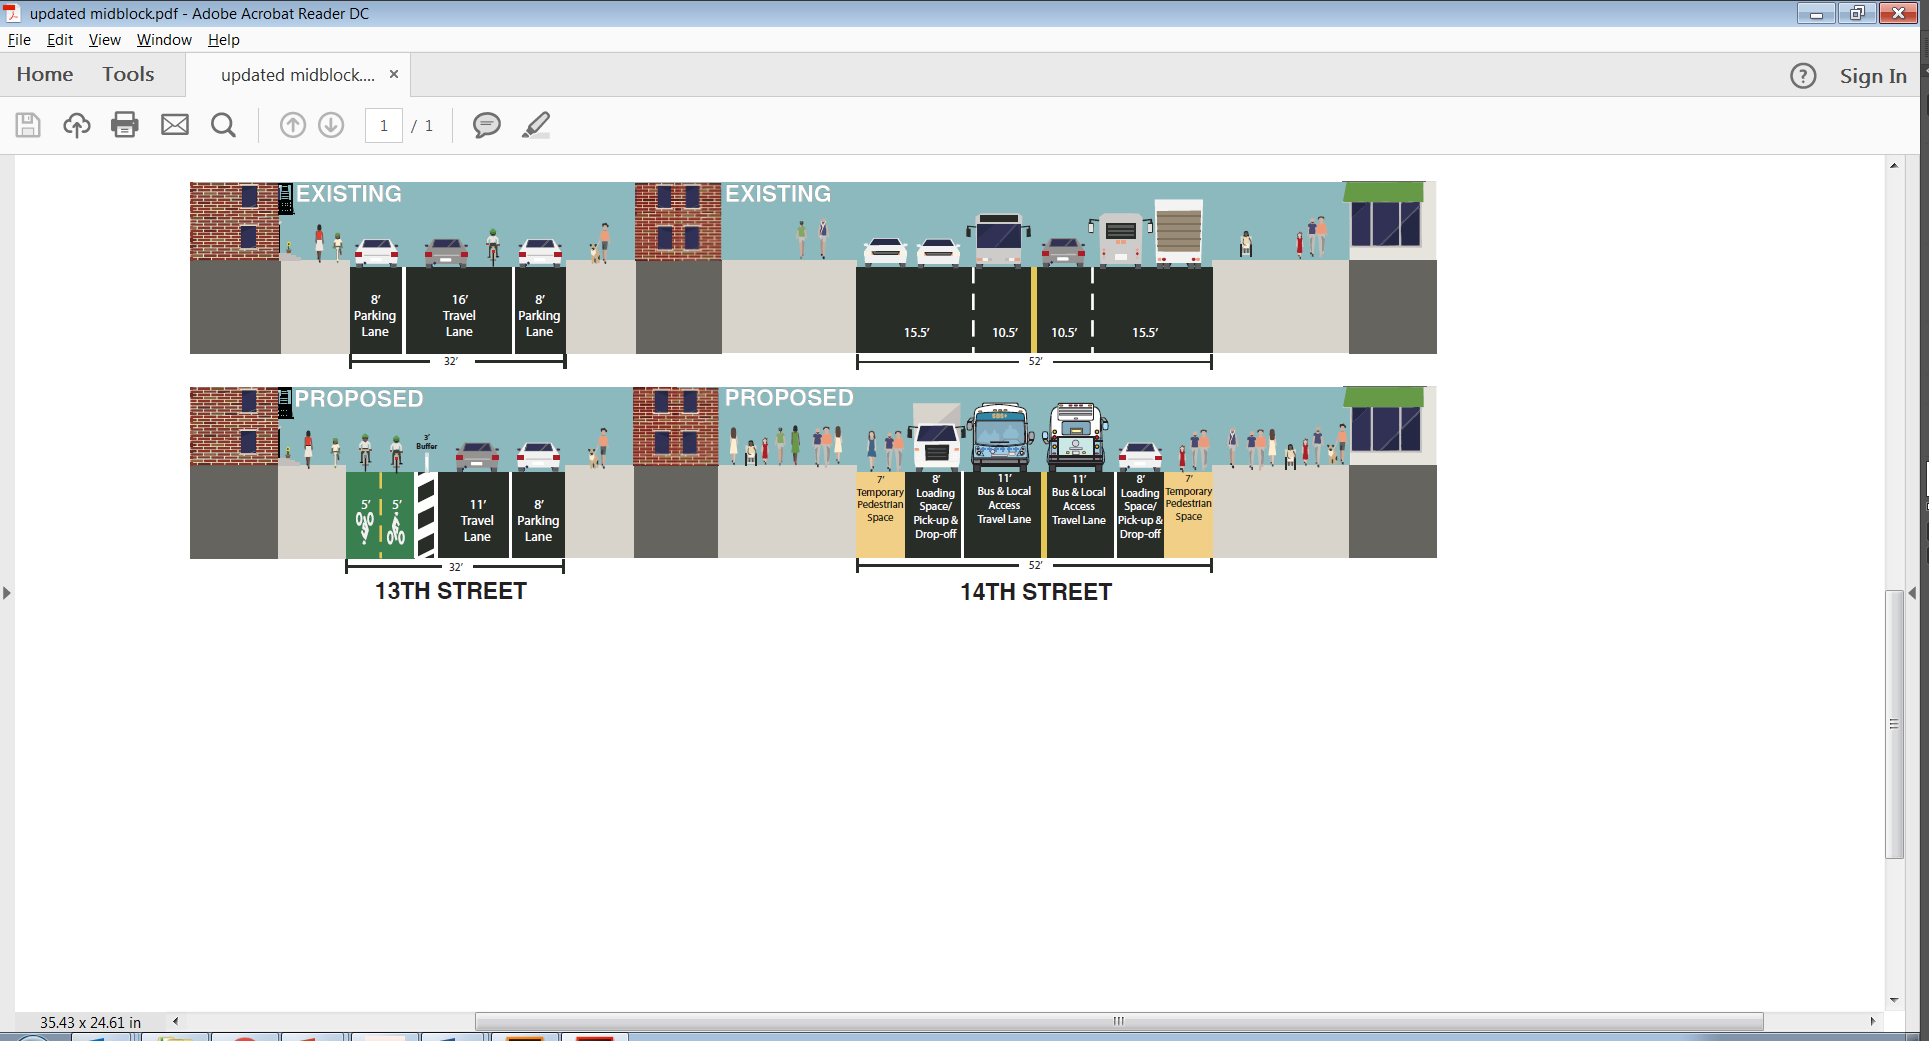 updated midblock.pdf - Adobe Acrobat Reader DC
File Edit View Window Help
Home Tools updated midblock.... × ? Sign In
1 / 1
EXISTING
8'
Parking
Lane
16'
Travel
Lane
8'
Parking
Lane
32'
EXISTING
15.5' 10.5' 10.5' 15.5'
52'
PROPOSED
3'
Buffer
5' 5'
11'
Travel
Lane
8'
Parking
Lane
32'
13TH STREET
PROPOSED
7'
Temporary
Pedestrian
Space
8'
Loading
Space/
Pick-up &
Drop-off
11'
Bus & Local
Access
Travel Lane
11'
Bus & Local
Access
Travel Lane
8'
Loading
Space/
Pick-up &
Drop-off
7'
Temporary
Pedestrian
Space
52'
14TH STREET
35.43 x 24.61 in